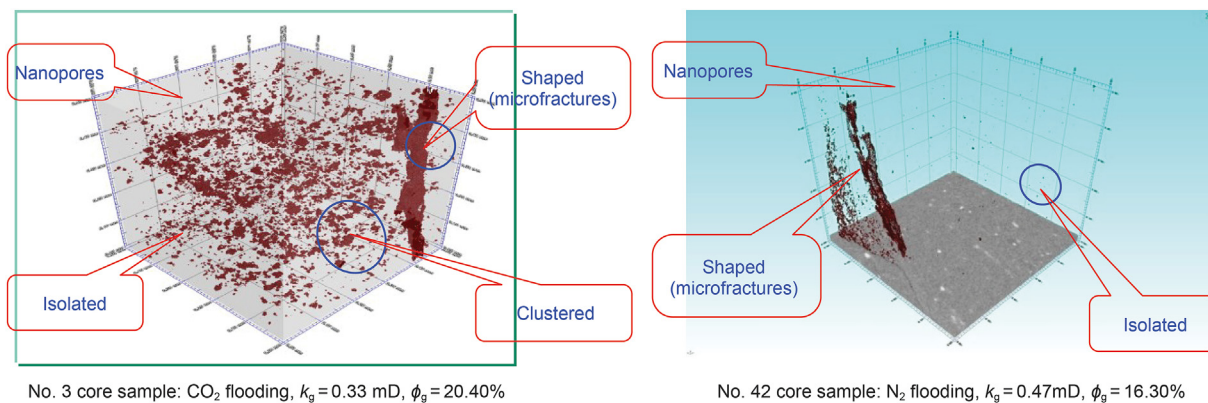 Nanopores
Shaped
(microfractures)
Isolated
Clustered
No. 3 core sample: CO₂ flooding, kg = 0.33 mD, ϕg = 20.40%
Nanopores
Shaped
(microfractures)
Isolated
No. 42 core sample: N₂ flooding, kg = 0.47mD, ϕg = 16.30%